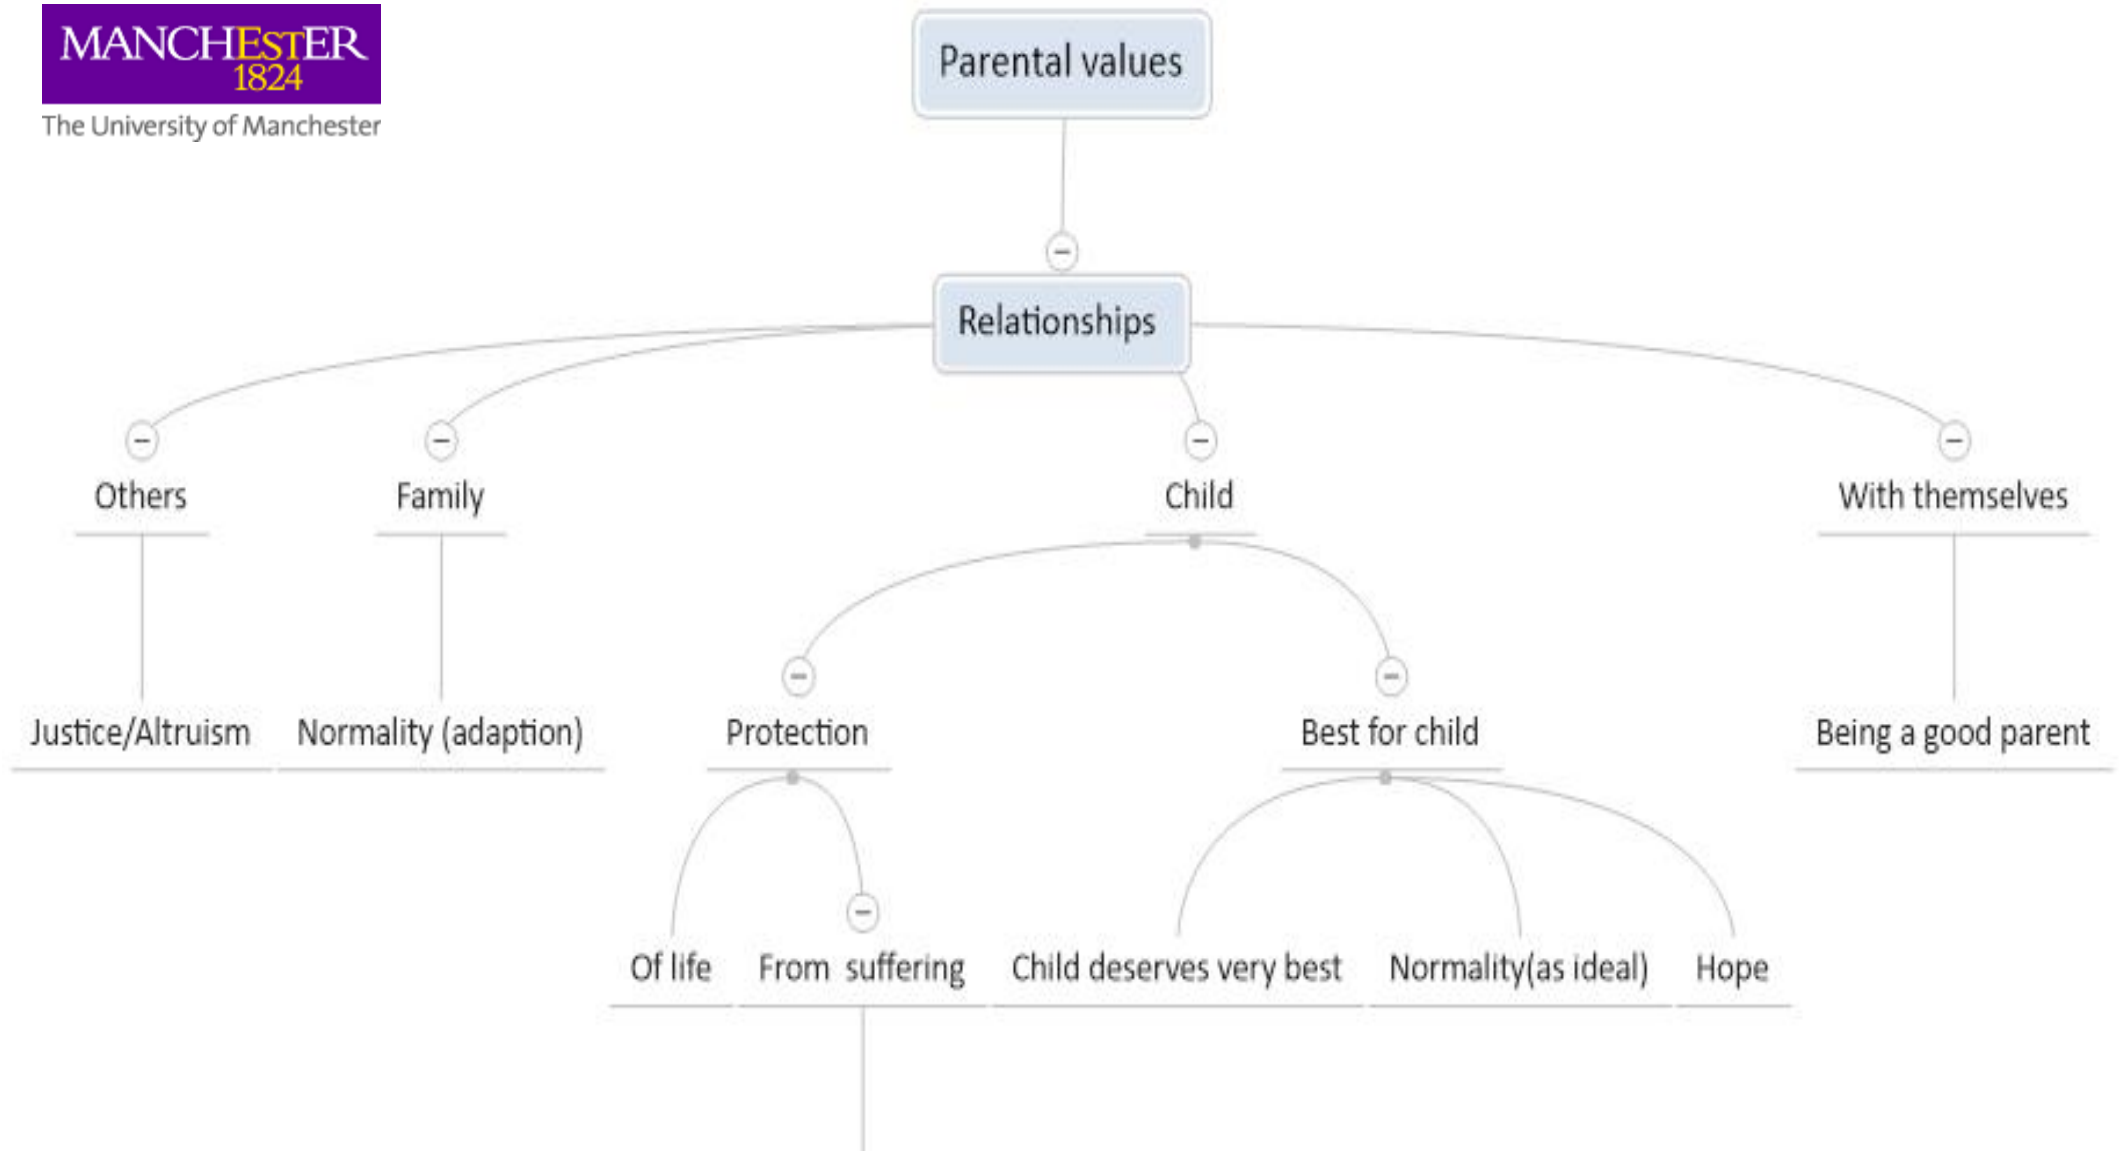 MANCHESTER
1824
The University of Manchester
Parental values
Relationships
Others
Family
Child
With themselves
Justice/Altruism
Normality (adaption)
Protection
Best for child
Being a good parent
Of life
From suffering
Child deserves very best
Normality(as ideal)
Hope